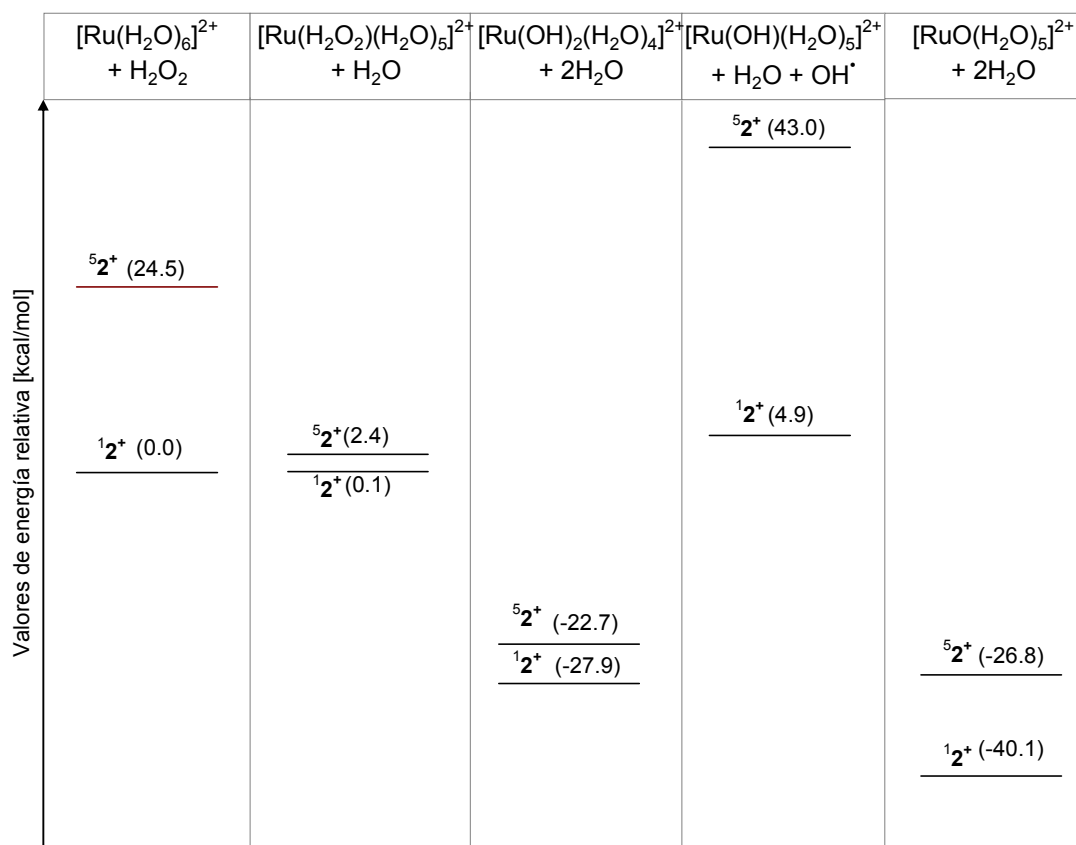 [Ru(H₂O)₆]²⁺
+ H₂O₂
[Ru(H₂O₂)(H₂O)₅]²⁺
+ H₂O
[Ru(OH)₂(H₂O)₄]²⁺
+ 2H₂O
[Ru(OH)(H₂O)₅]²⁺
+ H₂O + OH•
[RuO(H₂O)₅]²⁺
+ 2H₂O
Valores de energía relativa [kcal/mol]
⁵2⁺ (24.5)
¹2⁺ (0.0)
⁵2⁺(2.4)
¹2⁺(0.1)
⁵2⁺ (-22.7)
¹2⁺ (-27.9)
⁵2⁺ (43.0)
¹2⁺ (4.9)
⁵2⁺ (-26.8)
¹2⁺ (-40.1)